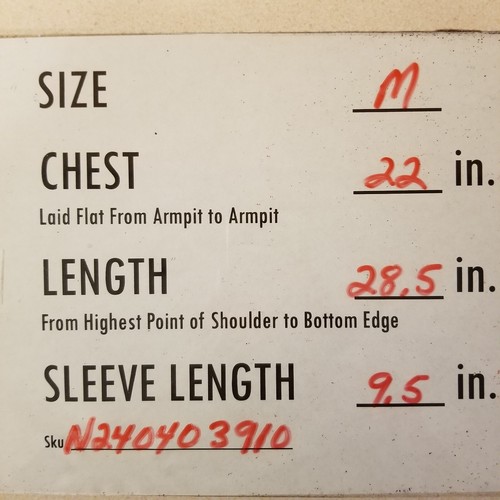 SIZE M
CHEST 22 in.
Laid Flat From Armpit to Armpit
LENGTH 28.5 in.
From Highest Point of Shoulder to Bottom Edge
SLEEVE LENGTH 9.5 in.
Sku N240403910